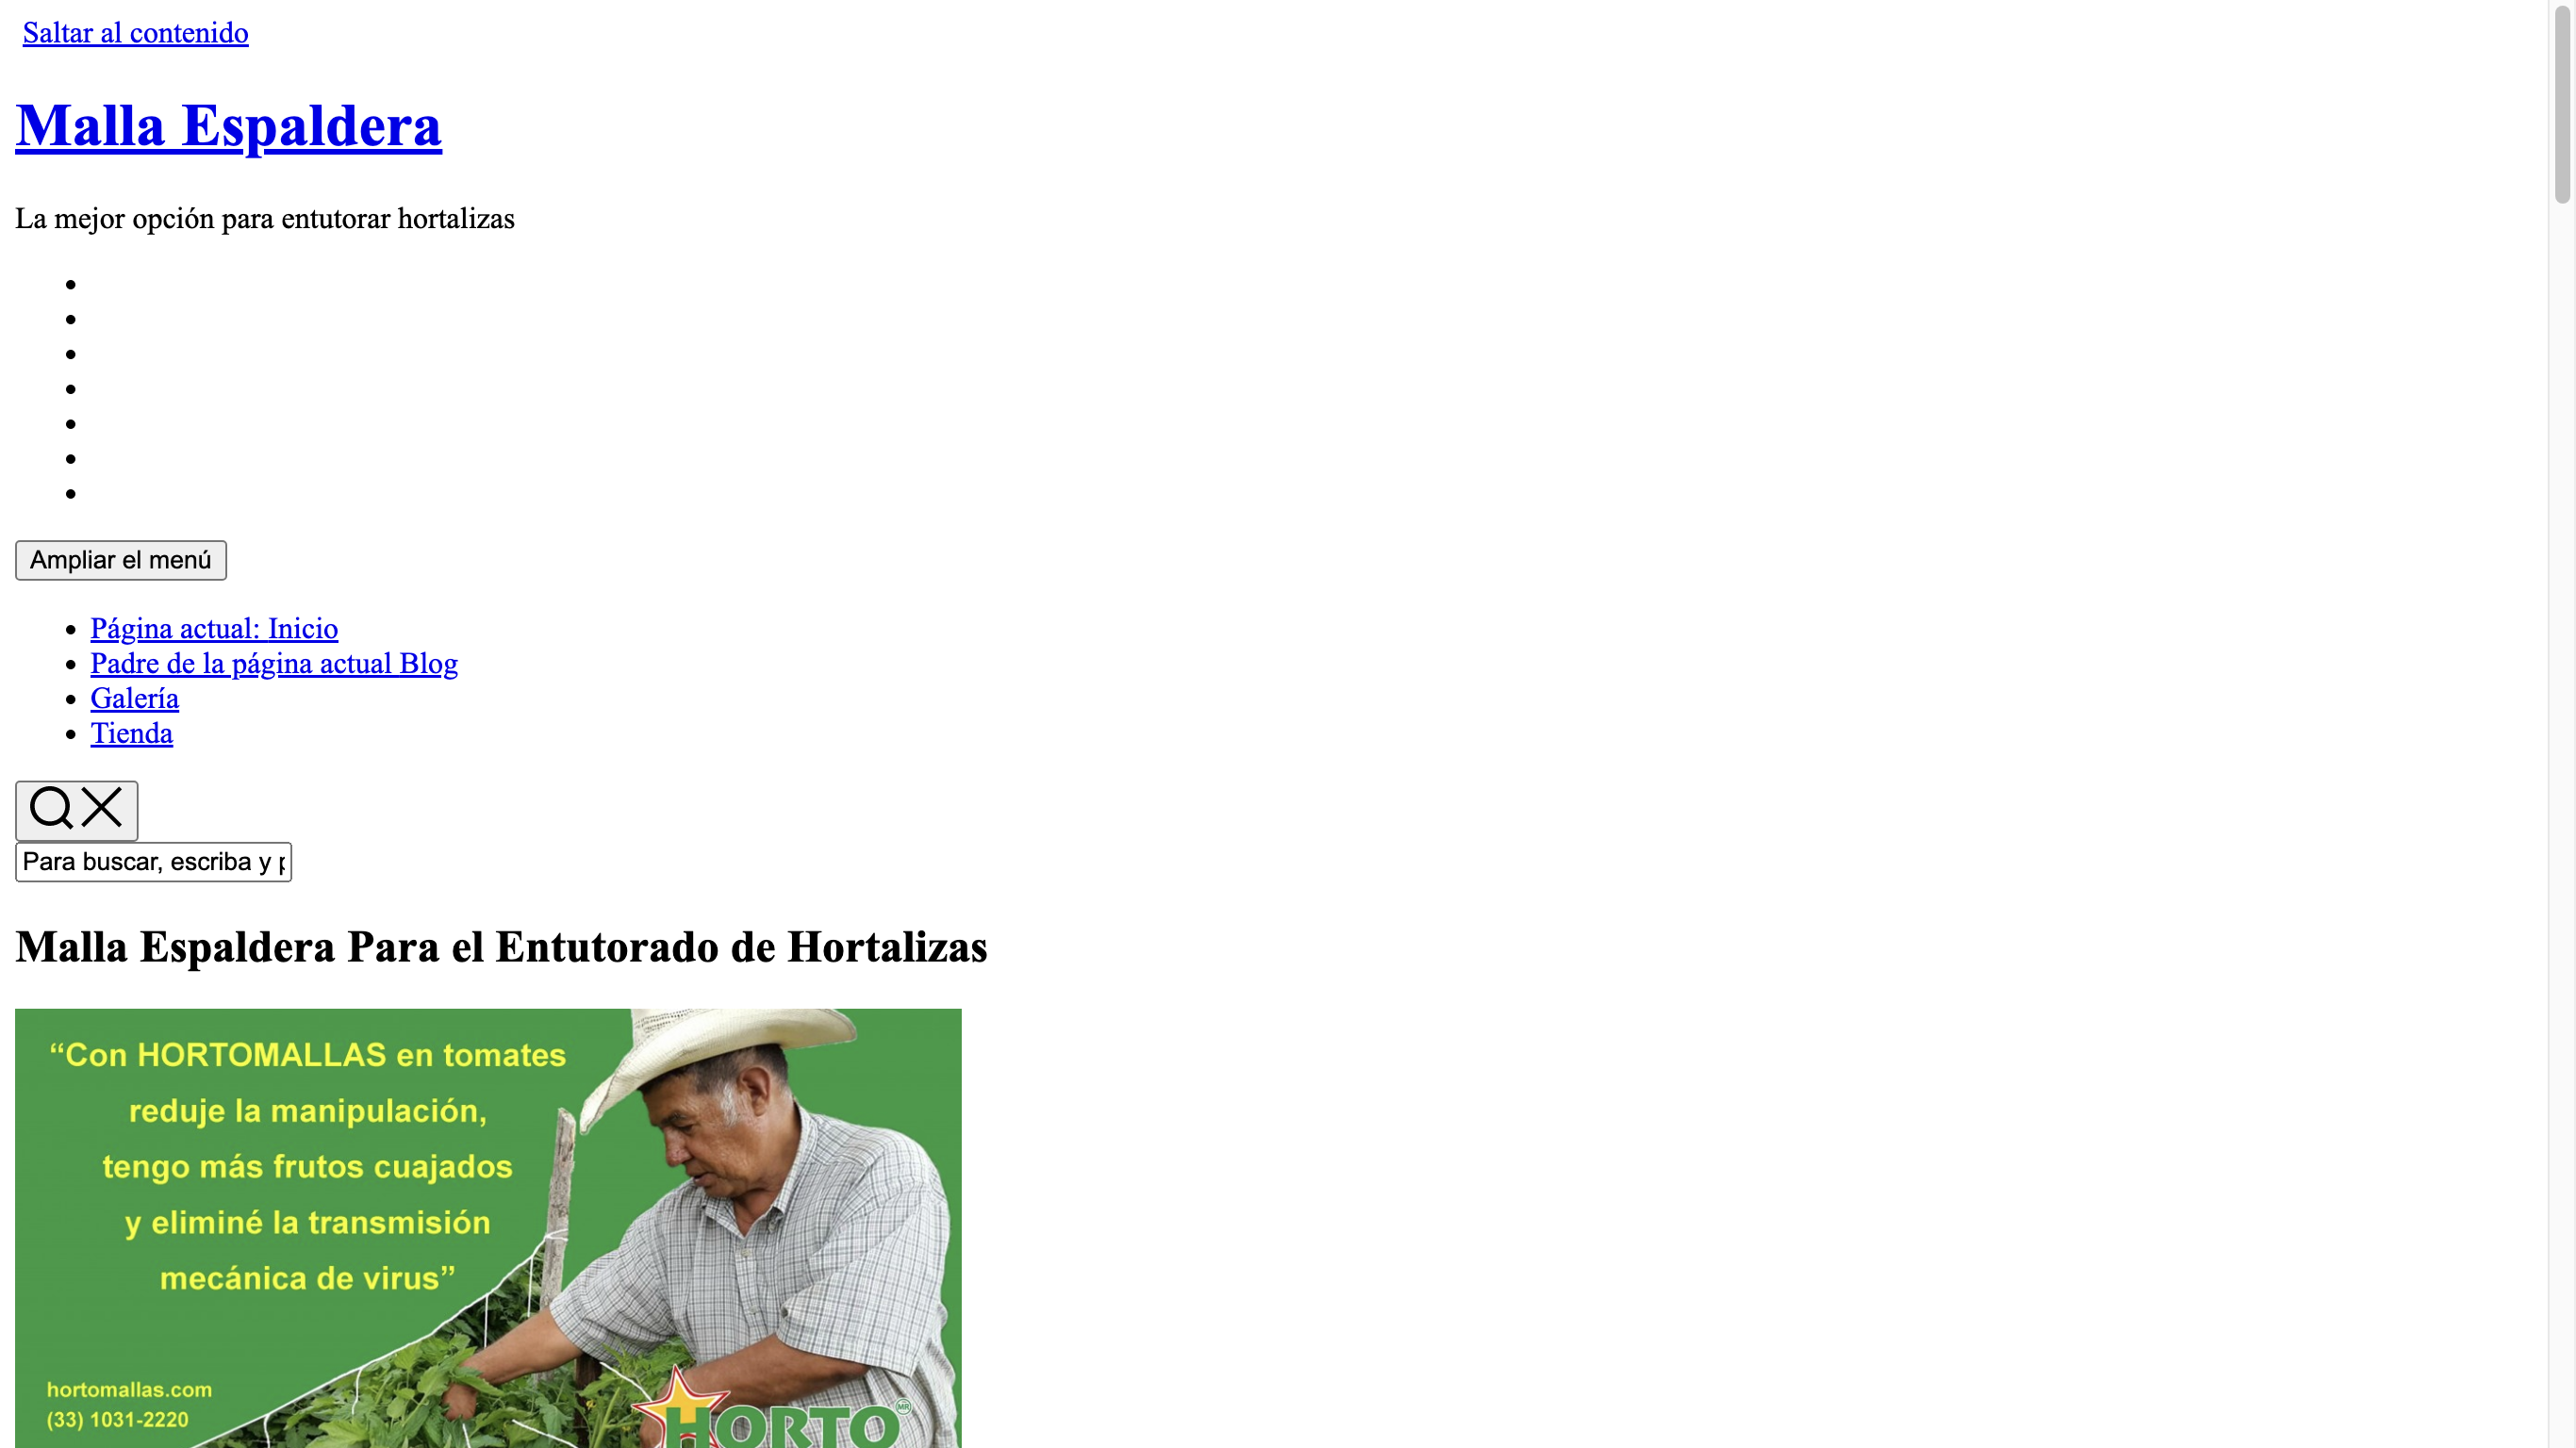 Saltar al contenido
Malla Espaldera
La mejor opción para entutorar hortalizas
Ampliar el menú
Página actual: Inicio
Padre de la página actual Blog
Galería
Tienda
Para buscar, escriba y
Malla Espaldera Para el Entutorado de Hortalizas
“Con HORTOMALLAS en tomates
reduje la manipulación,
tengo más frutos cuajados
y eliminé la transmisión
mecánica de virus”
hortomallas.com
(33) 1031-2220
HORTO MR